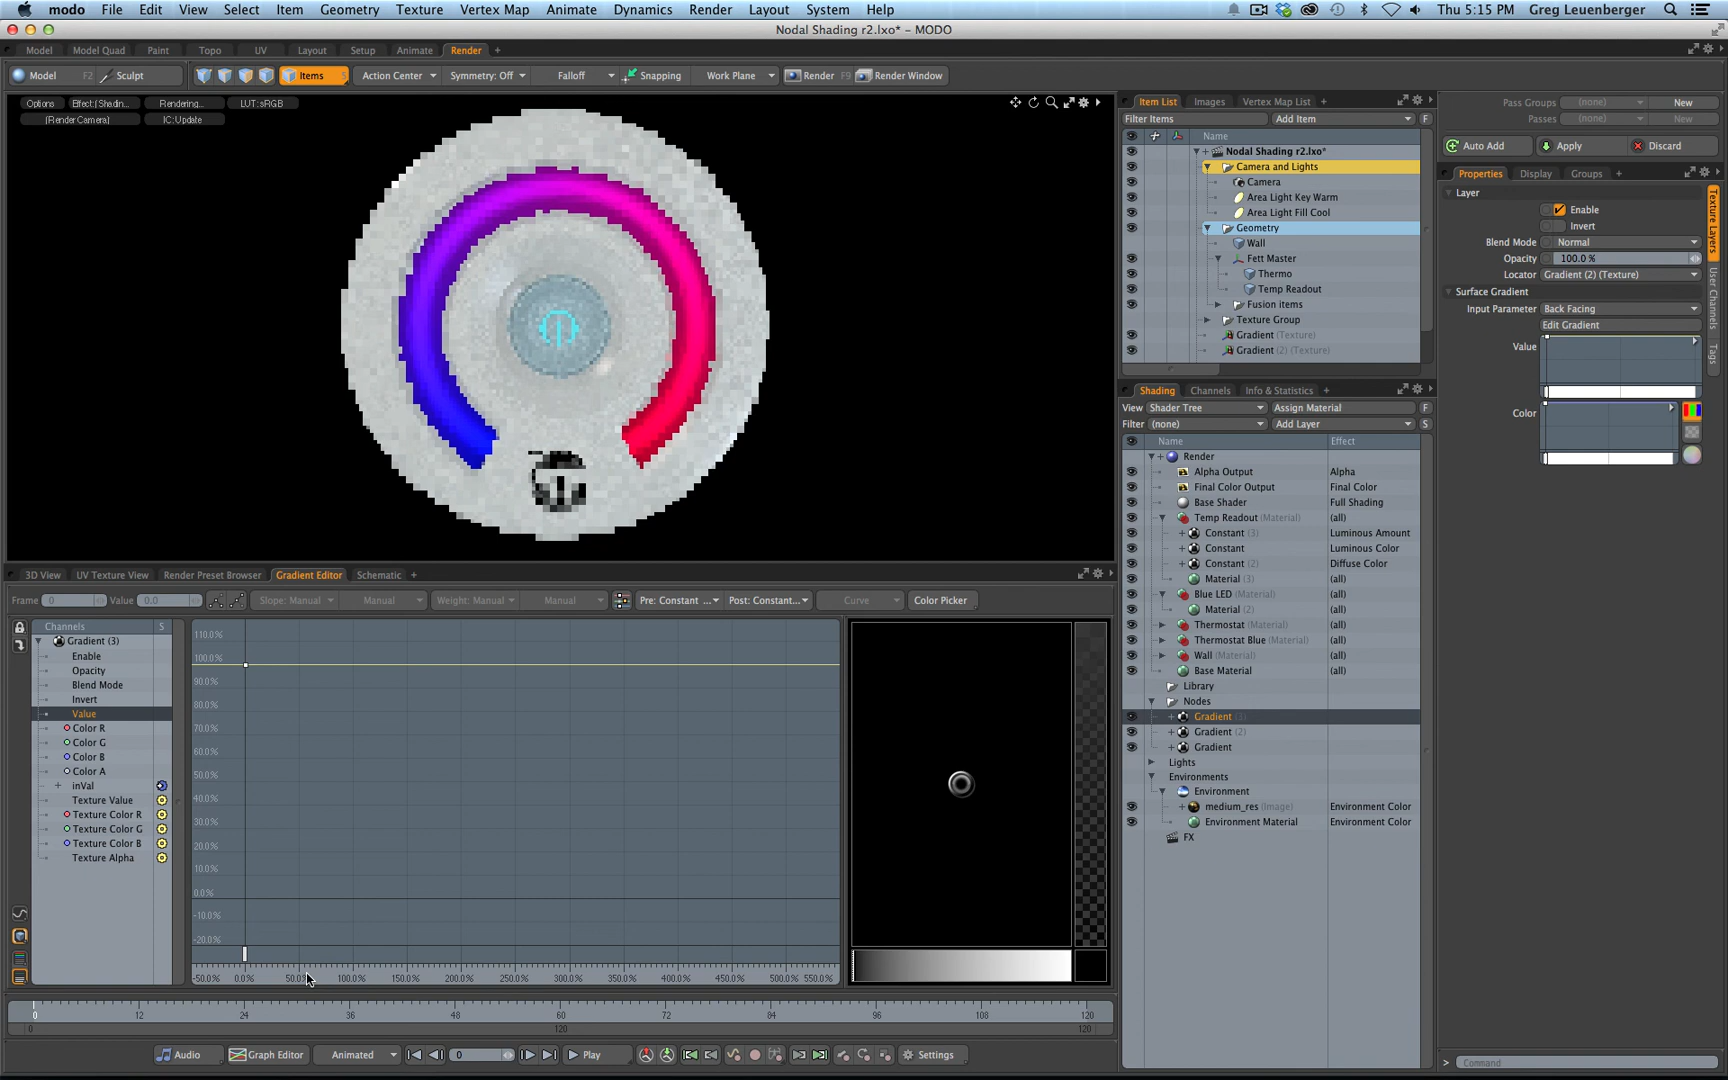 modo File Edit View Select Item Geometry Texture Vertex Map Animate Dynamics Render Layout System Help Thu 5:15 PM Greg Leuenberger
Nodal Shading r2.lxo* – MODO
Model Model Quad Paint Topo UV Layout Setup Animate Render +
Model F2 Sculpt Items 5 Action Center Symmetry: Off Falloff Snapping Work Plane Render F9 Render Window
Options Effect:(Shadin... Rendering... LUT:sRGB
(Render Camera) IC:Update
Item List Images Vertex Map List +
Filter Items Add Item F
Name
Nodal Shading r2.lxo*
Camera and Lights
Camera
Area Light Key Warm
Area Light Fill Cool
Geometry
Wall
Fett Master
Thermo
Temp Readout
Fusion items
Texture Group
Gradient (Texture)
Gradient (2) (Texture)
Pass Groups (none) New
Passes (none) New
Auto Add Apply Discard
Properties Display Groups +
Layer
Enable
Invert
Blend Mode Normal
Opacity 100.0 %
Locator Gradient (2) (Texture)
Surface Gradient
Input Parameter Back Facing
Edit Gradient
Value
Color
Texture Layers
User Channels
Tags
Shading Channels Info & Statistics +
View Shader Tree Assign Material F
Filter (none) Add Layer S
Name Effect
Render
Alpha Output Alpha
Final Color Output Final Color
Base Shader Full Shading
Temp Readout (Material) (all)
Constant (3) Luminous Amount
Constant Luminous Color
Constant (2) Diffuse Color
Material (3) (all)
Blue LED (Material) (all)
Material (2) (all)
Thermostat (Material) (all)
Thermostat Blue (Material) (all)
Wall (Material) (all)
Base Material (all)
Library
Nodes
Gradient (3)
Gradient (2)
Gradient
Lights
Environments
Environment
medium_res (Image) Environment Color
Environment Material Environment Color
FX
3D View UV Texture View Render Preset Browser Gradient Editor Schematic +
Frame 0 Value 0.0 Slope: Manual Manual Weight: Manual Manual Pre: Constant ... Post: Constant... Curve Color Picker
Channels S
Gradient (3)
Enable
Opacity
Blend Mode
Invert
Value
Color R
Color G
Color B
Color A
inVal
Texture Value
Texture Color R
Texture Color G
Texture Color B
Texture Alpha
110.0 %
100.0 %
90.0 %
80.0 %
70.0 %
60.0 %
50.0 %
40.0 %
30.0 %
20.0 %
10.0 %
0.0 %
-10.0 %
-20.0 %
-50.0 % 0.0 % 50.0 % 100.0 % 150.0 % 200.0 % 250.0 % 300.0 % 350.0 % 400.0 % 450.0 % 500.0 % 550.0 %
0 12 24 36 48 60 72 84 96 108 120
0 120 120
Audio Graph Editor Animated 0 Play Settings
> Command